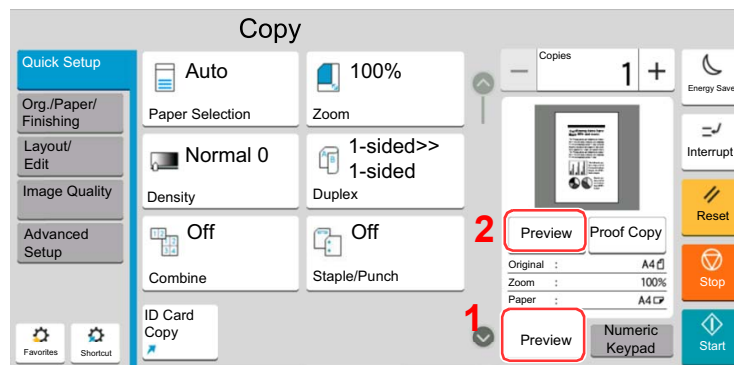 Copy
Quick Setup
Org./Paper/
Finishing
Layout/
Edit
Image Quality
Advanced
Setup
Favorites
Shortcut
Auto
Paper Selection
100%
Zoom
Normal 0
Density
1-sided>>
1-sided
Duplex
Off
Combine
Off
Staple/Punch
ID Card
Copy
Copies
1
2
Preview
Proof Copy
Original : A4
Zoom : 100%
Paper : A4
1
Preview
Numeric
Keypad
Energy Save
Interrupt
Reset
Stop
Start